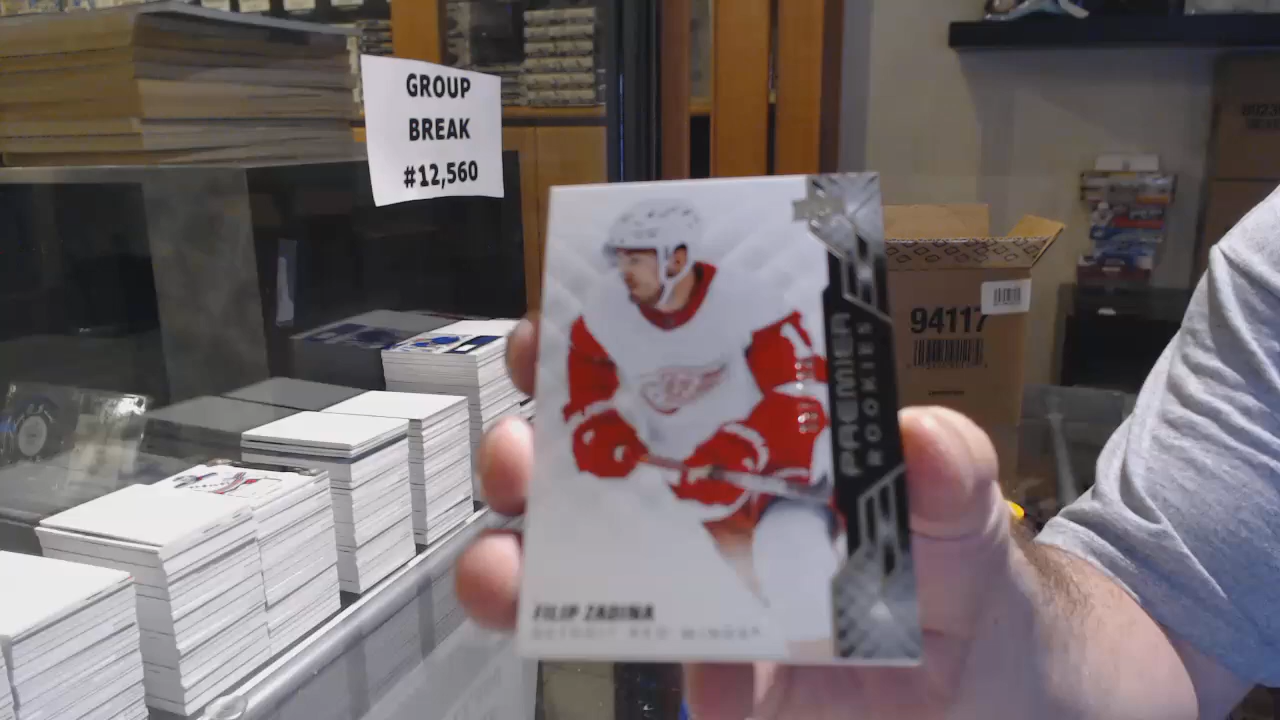 GROUP
BREAK
#12,560
94117
PREMIER
ROOKIES
FILIP ZADINA
DETROIT RED WINGS